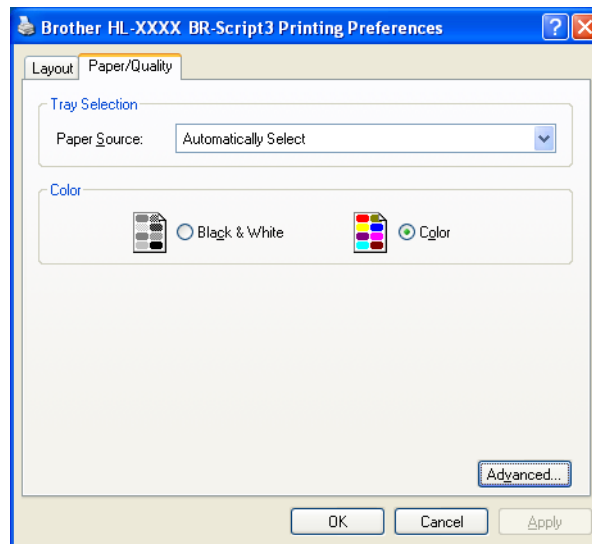 Brother HL-XXXX BR-Script3 Printing Preferences
Layout Paper/Quality
Tray Selection
Paper Source: Automatically Select
Color
Black & White Color
Advanced...
OK Cancel Apply